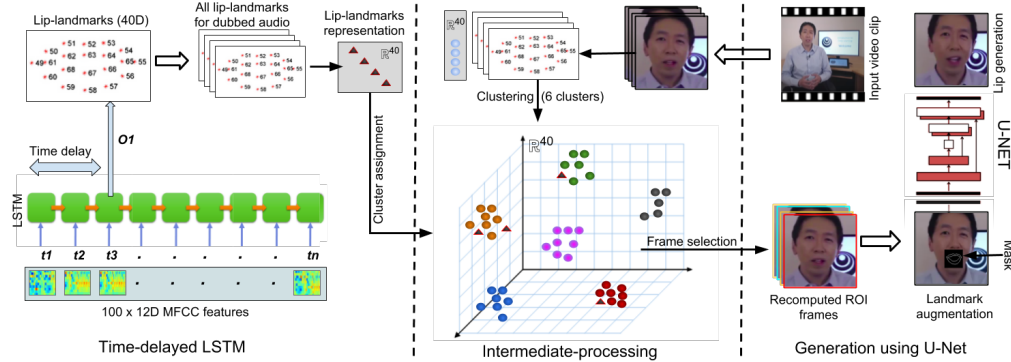 Lip-landmarks (40D)
51 52 53
50 54
49 61 62 63 64 65 55
60 68 67 66 56
59 58 57
All lip-landmarks
for dubbed audio
Lip-landmarks
representation
ℝ40
O1
Time delay
LSTM
t1 t2 t3 . . . . . tn
. . . .
100 x 12D MFCC features
Time-delayed LSTM
Cluster assignment
ℝ40
Clustering (6 clusters)
ℝ40
Intermediate-processing
Frame selection
Input video clip
Lip generation
U-NET
Mask
Recomputed ROI
frames
Landmark
augmentation
Generation using U-Net